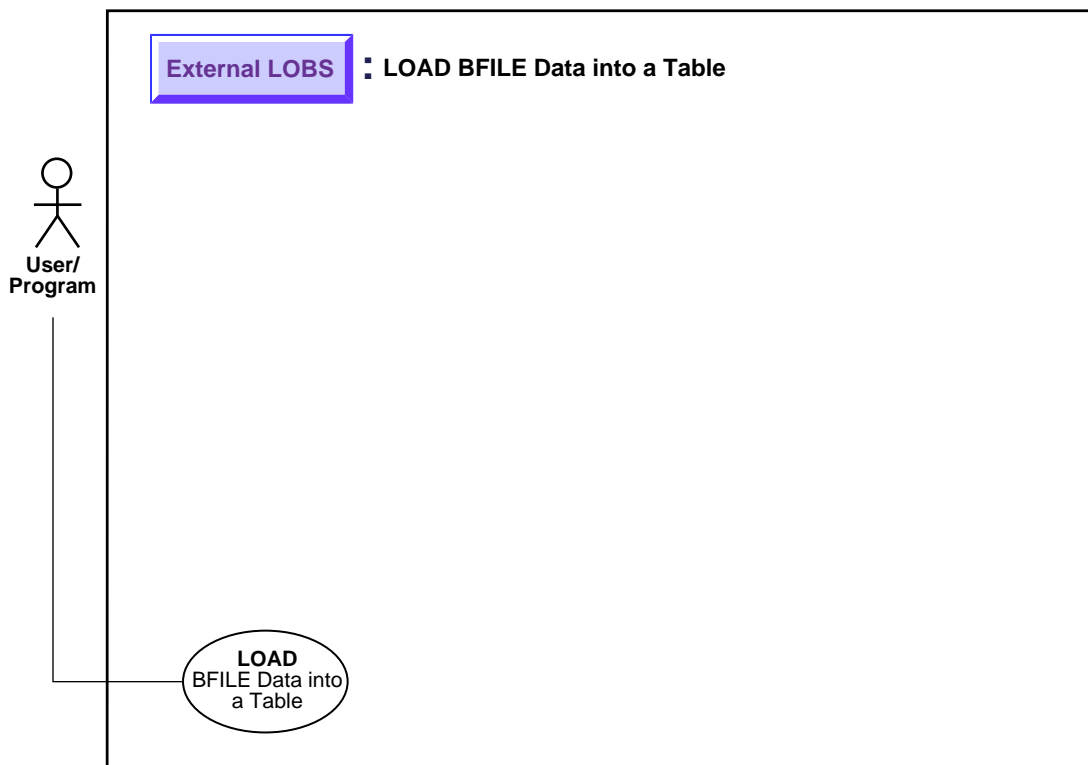 External LOBS : LOAD BFILE Data into a Table
User/
Program
LOAD
BFILE Data into
a Table